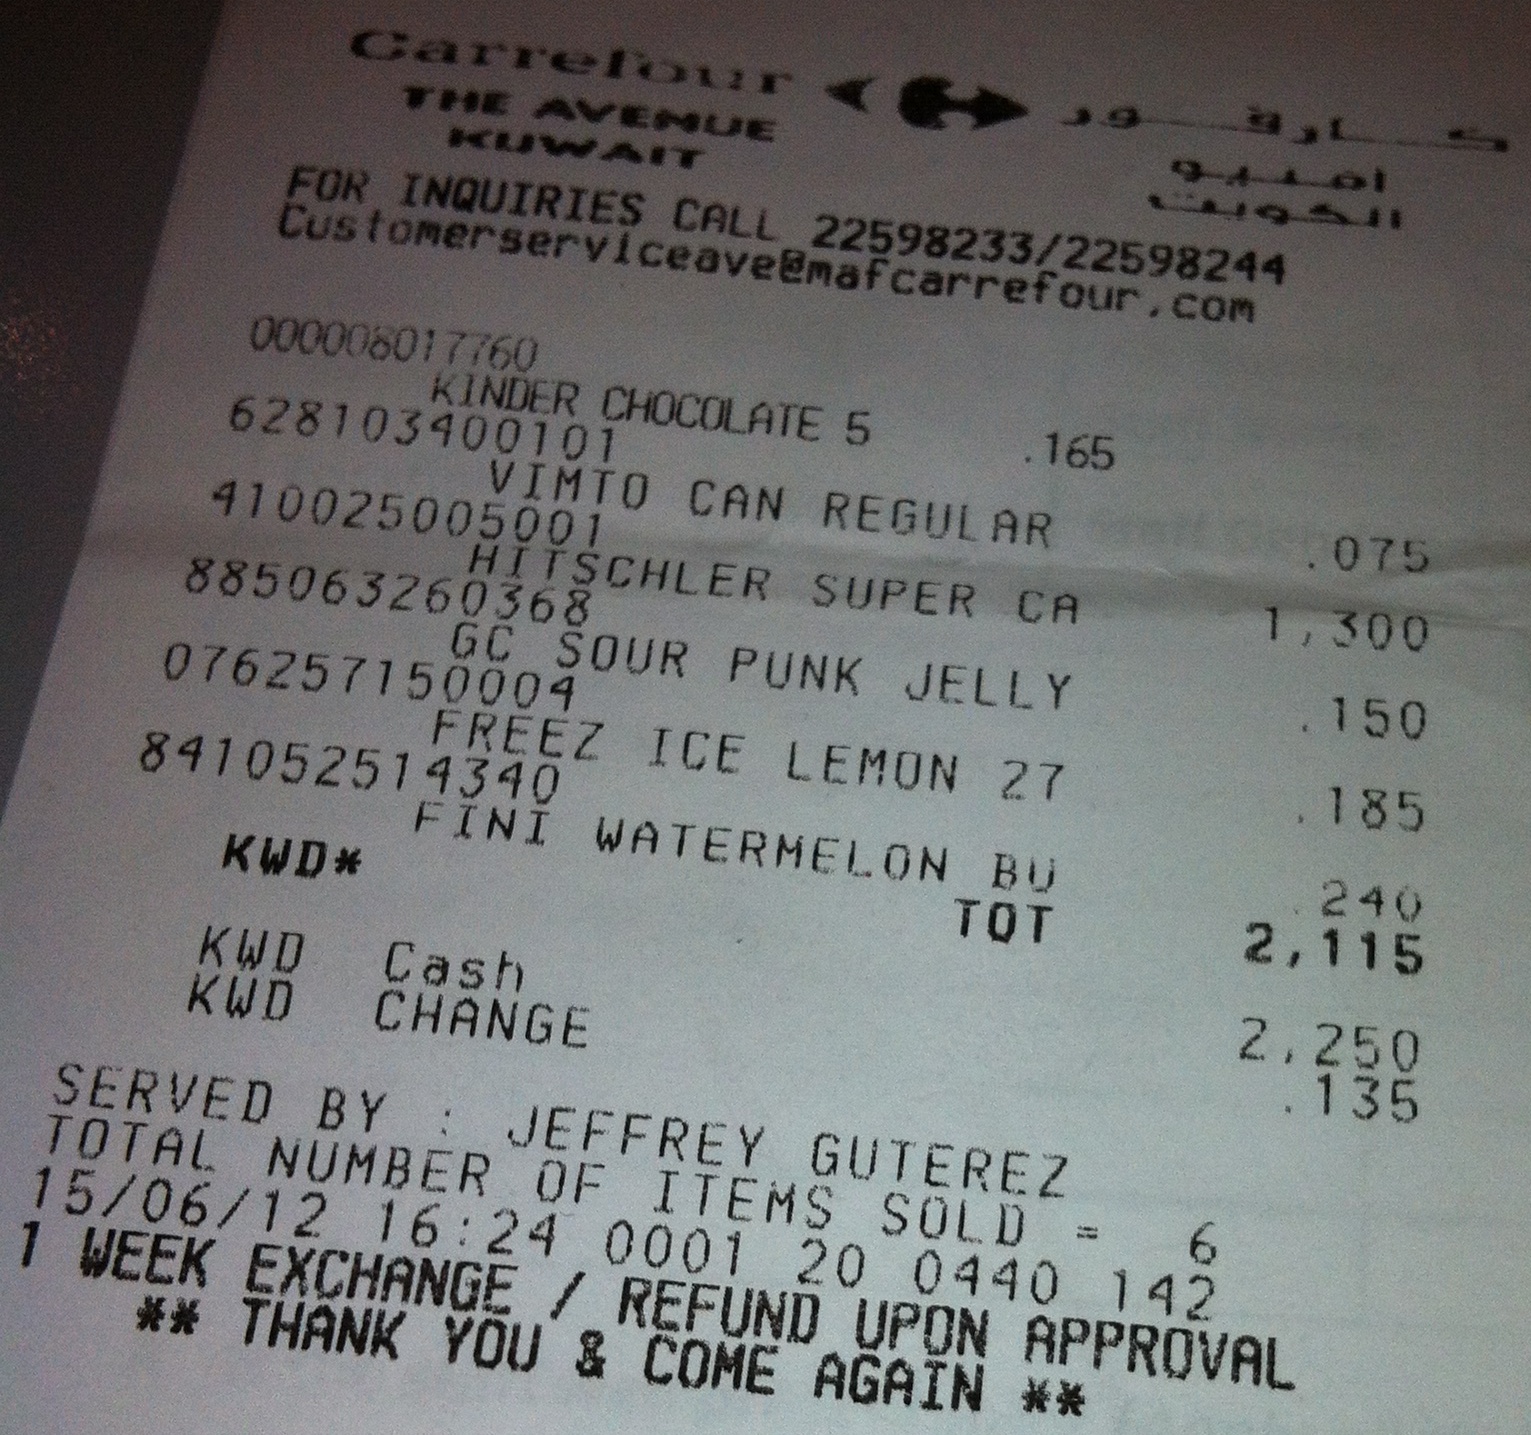 Carrefour كارفور
THE AVENUE افنيو
KUWAIT الكويت
FOR INQUIRIES CALL 22598233/22598244
Customerserviceave@mafcarrefour.com
000008017760
KINDER CHOCOLATE 5 .165
628103400101
VIMTO CAN REGULAR .075
410025005001
HITSCHLER SUPER CA 1,300
885063260368
GC SOUR PUNK JELLY .150
076257150004
FREEZ ICE LEMON 27 .185
841052514340
FINI WATERMELON BU .240
KWD* TOT 2,115
KWD Cash 2,250
KWD CHANGE .135
SERVED BY : JEFFREY GUTEREZ
TOTAL NUMBER OF ITEMS SOLD = 6
15/06/12 16:24 0001 20 0440 142
1 WEEK EXCHANGE / REFUND UPON APPROVAL
** THANK YOU & COME AGAIN **